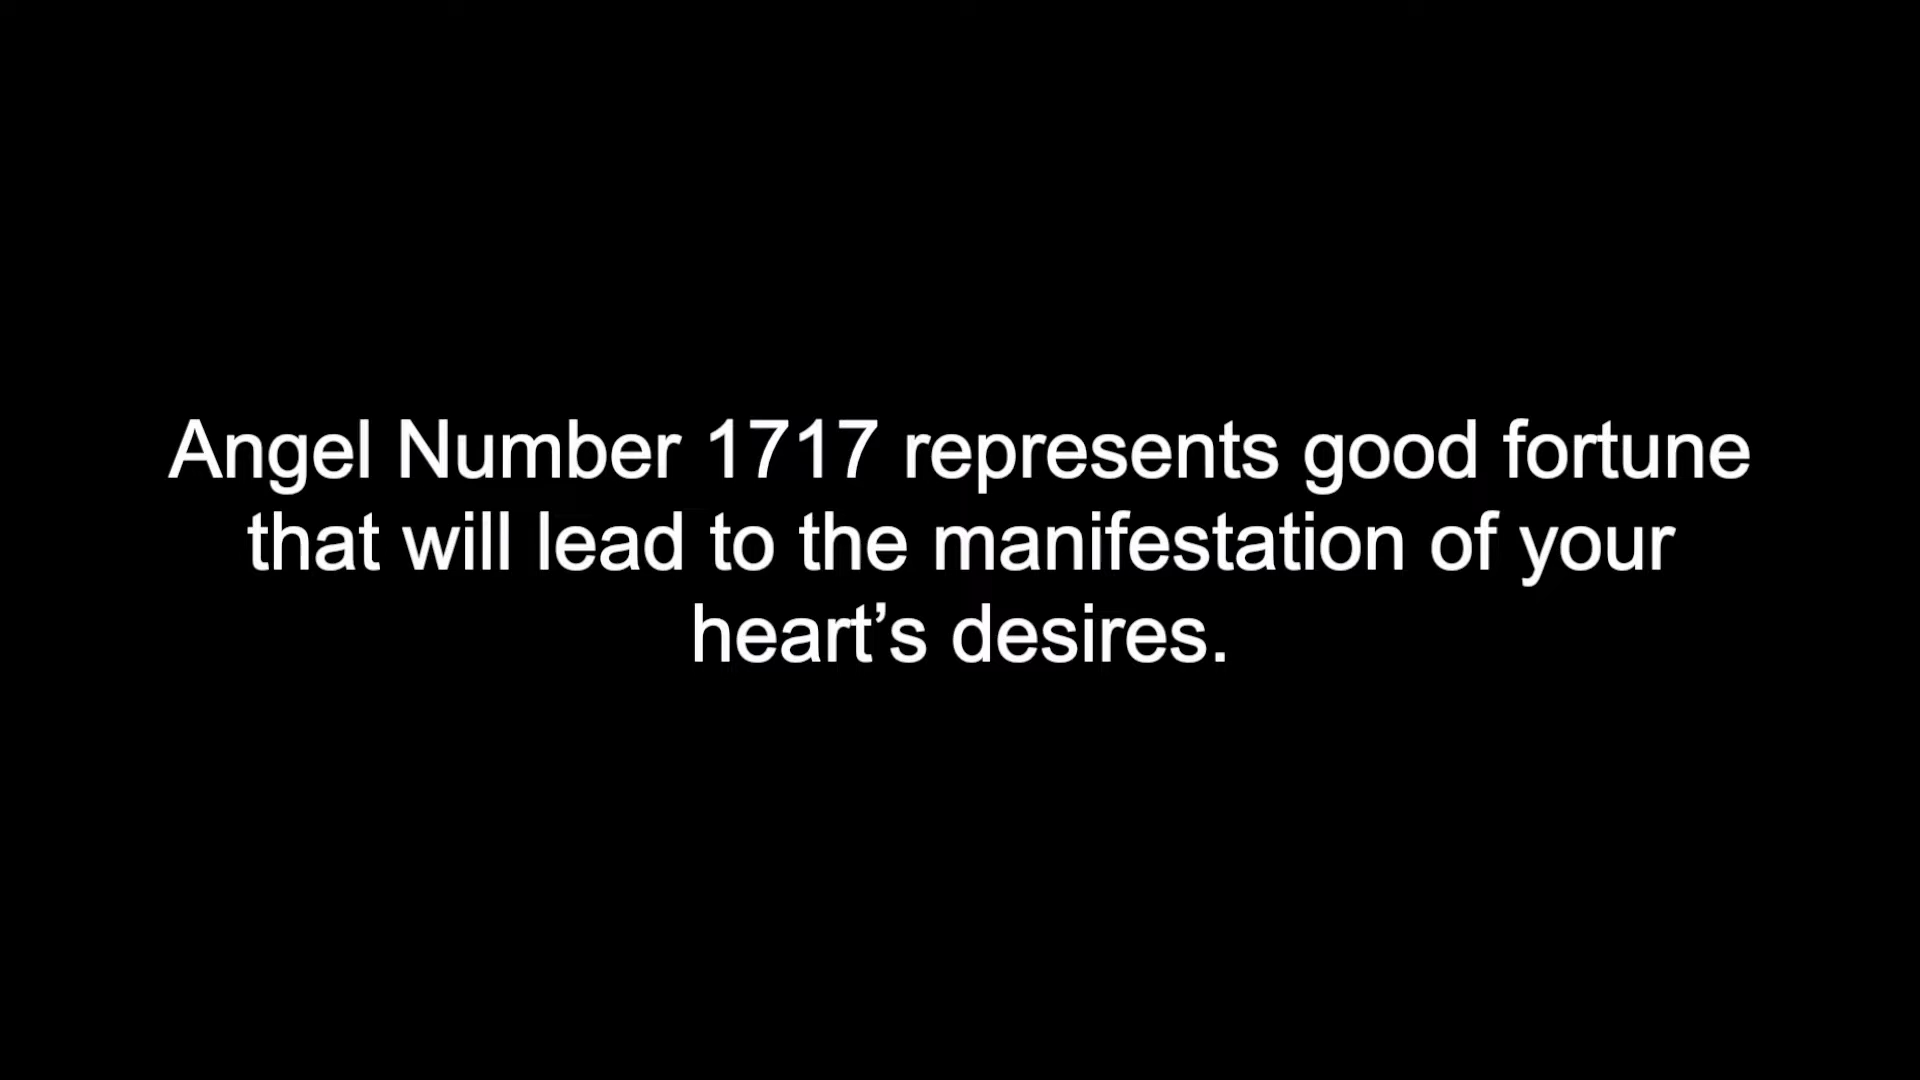 Angel Number 1717 represents good fortune
that will lead to the manifestation of your
heart’s desires.